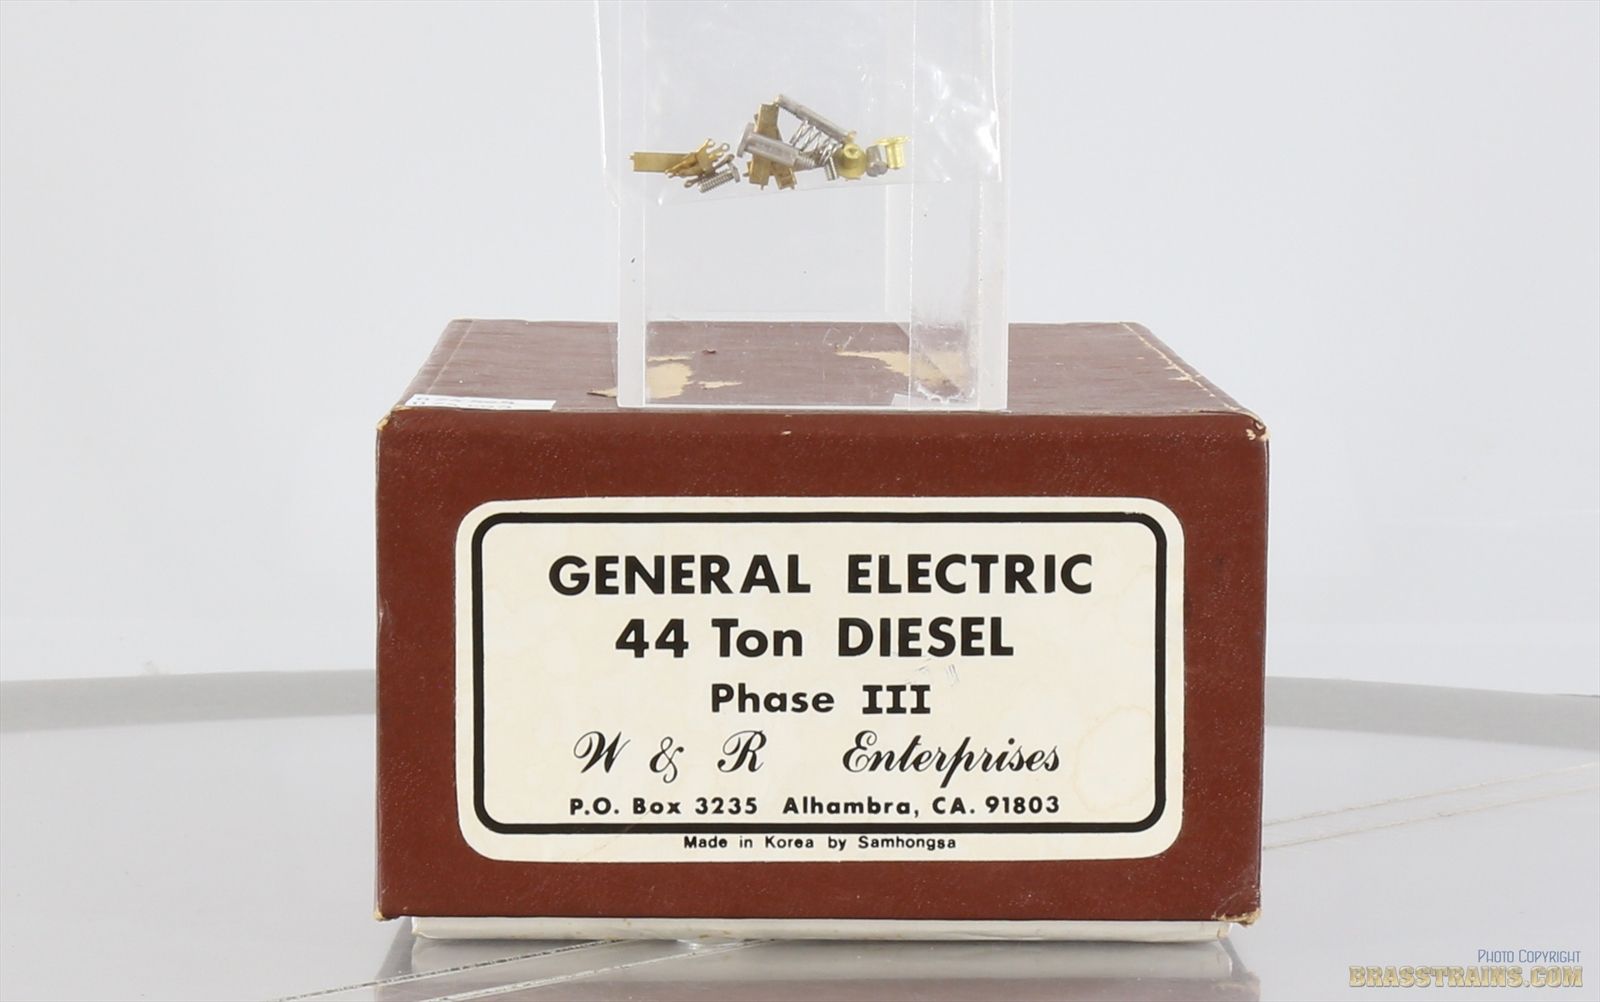 GENERAL ELECTRIC
44 Ton DIESEL
Phase III
W & R Enterprises
P.O. Box 3235 Alhambra, CA. 91803
Made in Korea by Samhongsa
PHOTO COPYRIGHT
BRASSTRAINS.COM